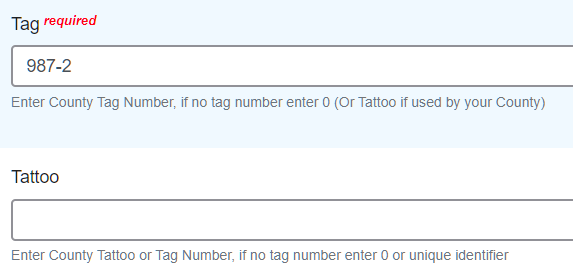 Tag required
987-2
Enter County Tag Number, if no tag number enter 0 (Or Tattoo if used by your County)
Tattoo
Enter County Tattoo or Tag Number, if no tag number enter 0 or unique identifier